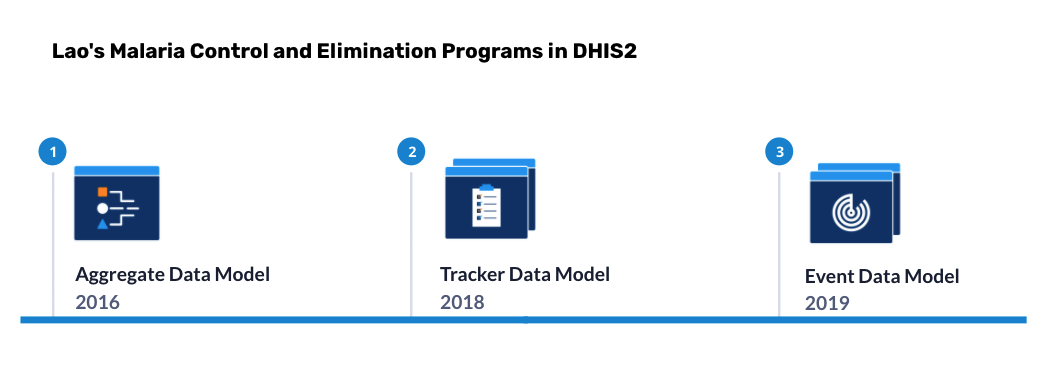 Lao's Malaria Control and Elimination Programs in DHIS2
1
Aggregate Data Model
2016
2
Tracker Data Model
2018
3
Event Data Model
2019